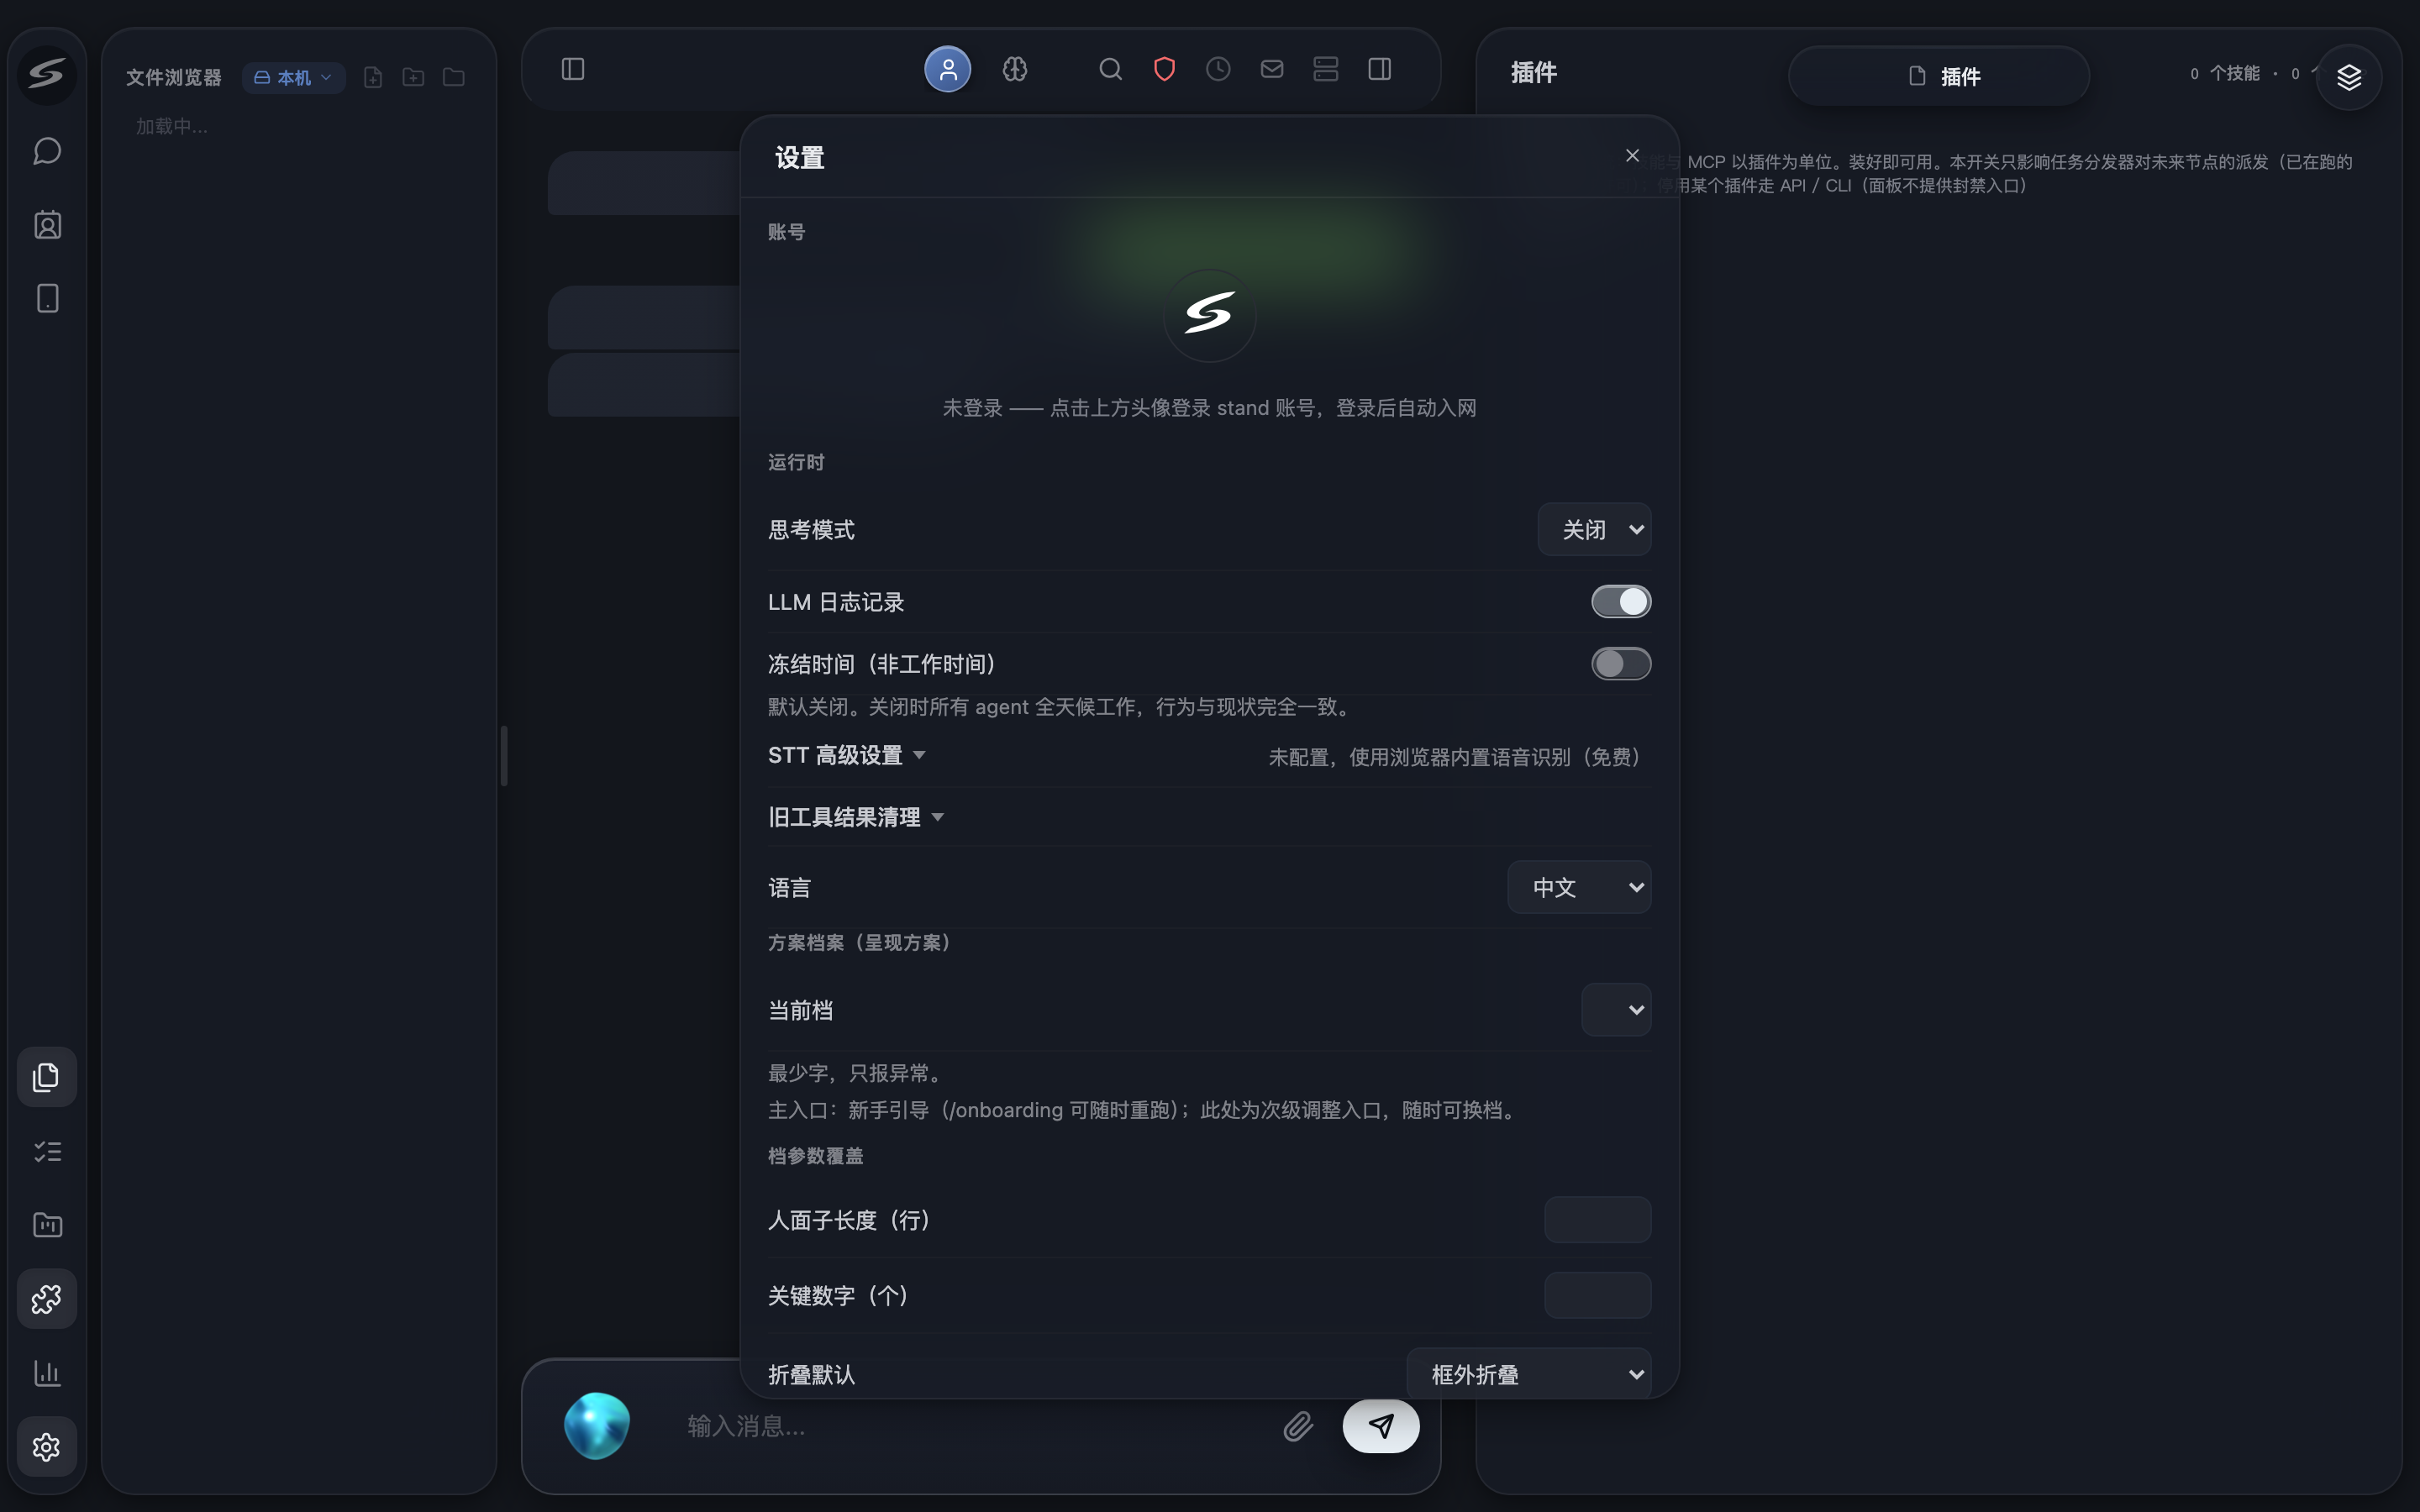 文件浏览器
本机
加载中...
插件
插件
0 个技能 · 0
MCP 以插件为单位。装好即可用。本开关只影响任务分发器对未来节点的派发（已在跑的
停用某个插件走 API / CLI（面板不提供封禁入口）
设置
账号
未登录 —— 点击上方头像登录 stand 账号，登录后自动入网
运行时
思考模式
关闭
LLM 日志记录
冻结时间（非工作时间）
默认关闭。关闭时所有 agent 全天候工作，行为与现状完全一致。
STT 高级设置
未配置，使用浏览器内置语音识别（免费）
旧工具结果清理
语言
中文
方案档案（呈现方案）
当前档
最少字，只报异常。
主入口：新手引导（/onboarding 可随时重跑）；此处为次级调整入口，随时可换档。
档参数覆盖
人面子长度（行）
关键数字（个）
折叠默认
框外折叠
输入消息...